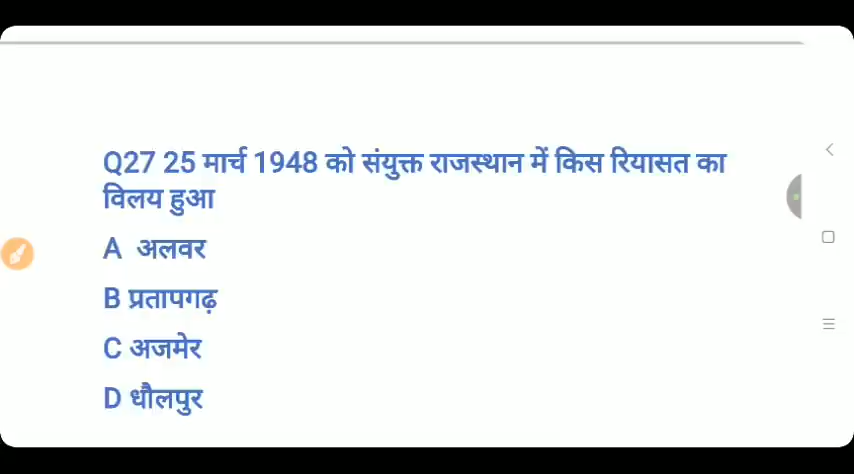 Q27 25 मार्च 1948 को संयुक्त राजस्थान में किस रियासत का
विलय हुआ
A अलवर
B प्रतापगढ़
C अजमेर
D धौलपुर